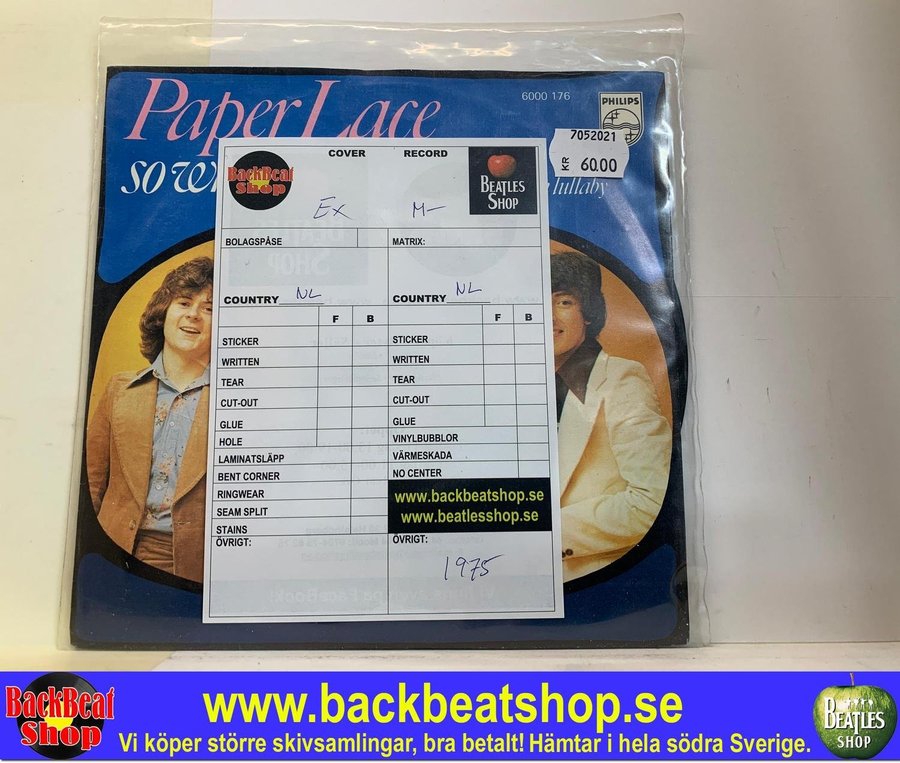 Paper Lace
6000 176
PHILIPS
7052021
KR 60.00
so w
lullaby
COVER RECORD
BackBeat Shop
BEATLES SHOP
Ex M-
BOLAGSPÅSE MATRIX:
COUNTRY NL COUNTRY NL
F B F B
STICKER STICKER
WRITTEN WRITTEN
TEAR TEAR
CUT-OUT CUT-OUT
GLUE GLUE
HOLE VINYLBUBBLOR
LAMINATSLÄPP VÄRMESKADA
BENT CORNER NO CENTER
RINGWEAR
www.backbeatshop.se
SEAM SPLIT
www.beatlesshop.se
STAINS
ÖVRIGT: ÖVRIGT:
1975
BackBeat Shop
www.backbeatshop.se
Vi köper större skivsamlingar, bra betalt! Hämtar i hela södra Sverige.
BEATLES SHOP